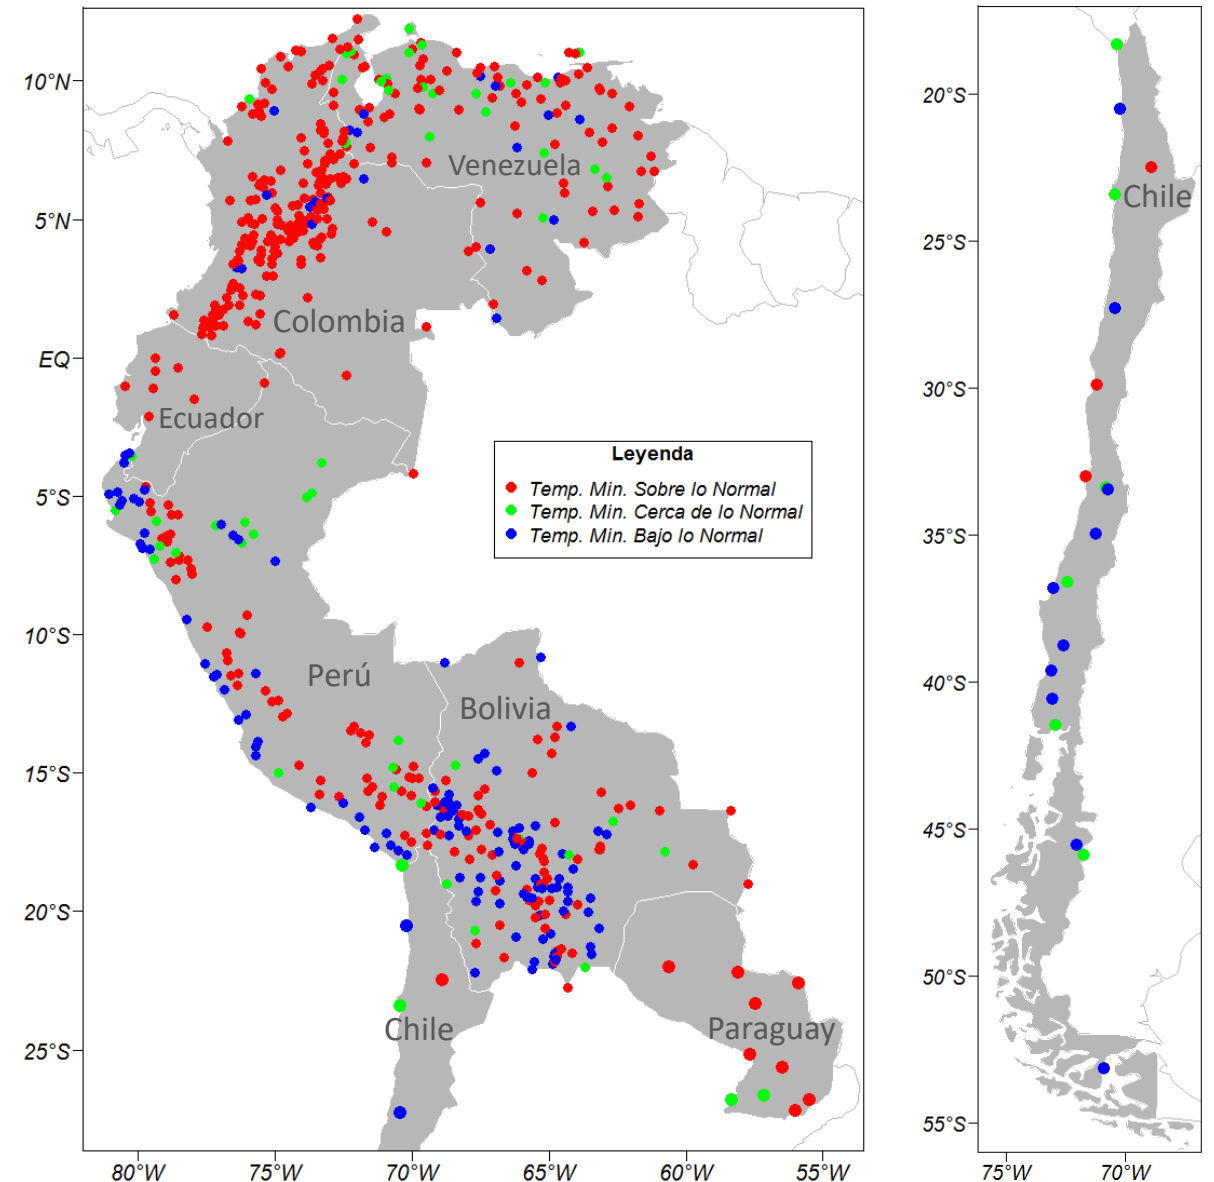 10°N
5°N
EQ
5°S
10°S
15°S
20°S
25°S
80°W
75°W
70°W
65°W
60°W
55°W
Venezuela
Colombia
Ecuador
Perú
Bolivia
Chile
Paraguay
Leyenda
Temp. Min. Sobre lo Normal
Temp. Min. Cerca de lo Normal
Temp. Min. Bajo lo Normal
20°S
25°S
30°S
35°S
40°S
45°S
50°S
55°S
75°W
70°W
Chile